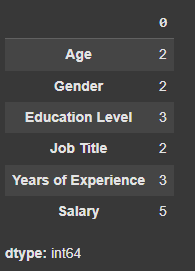 0
Age 2
Gender 2
Education Level 3
Job Title 2
Years of Experience 3
Salary 5
dtype: int64